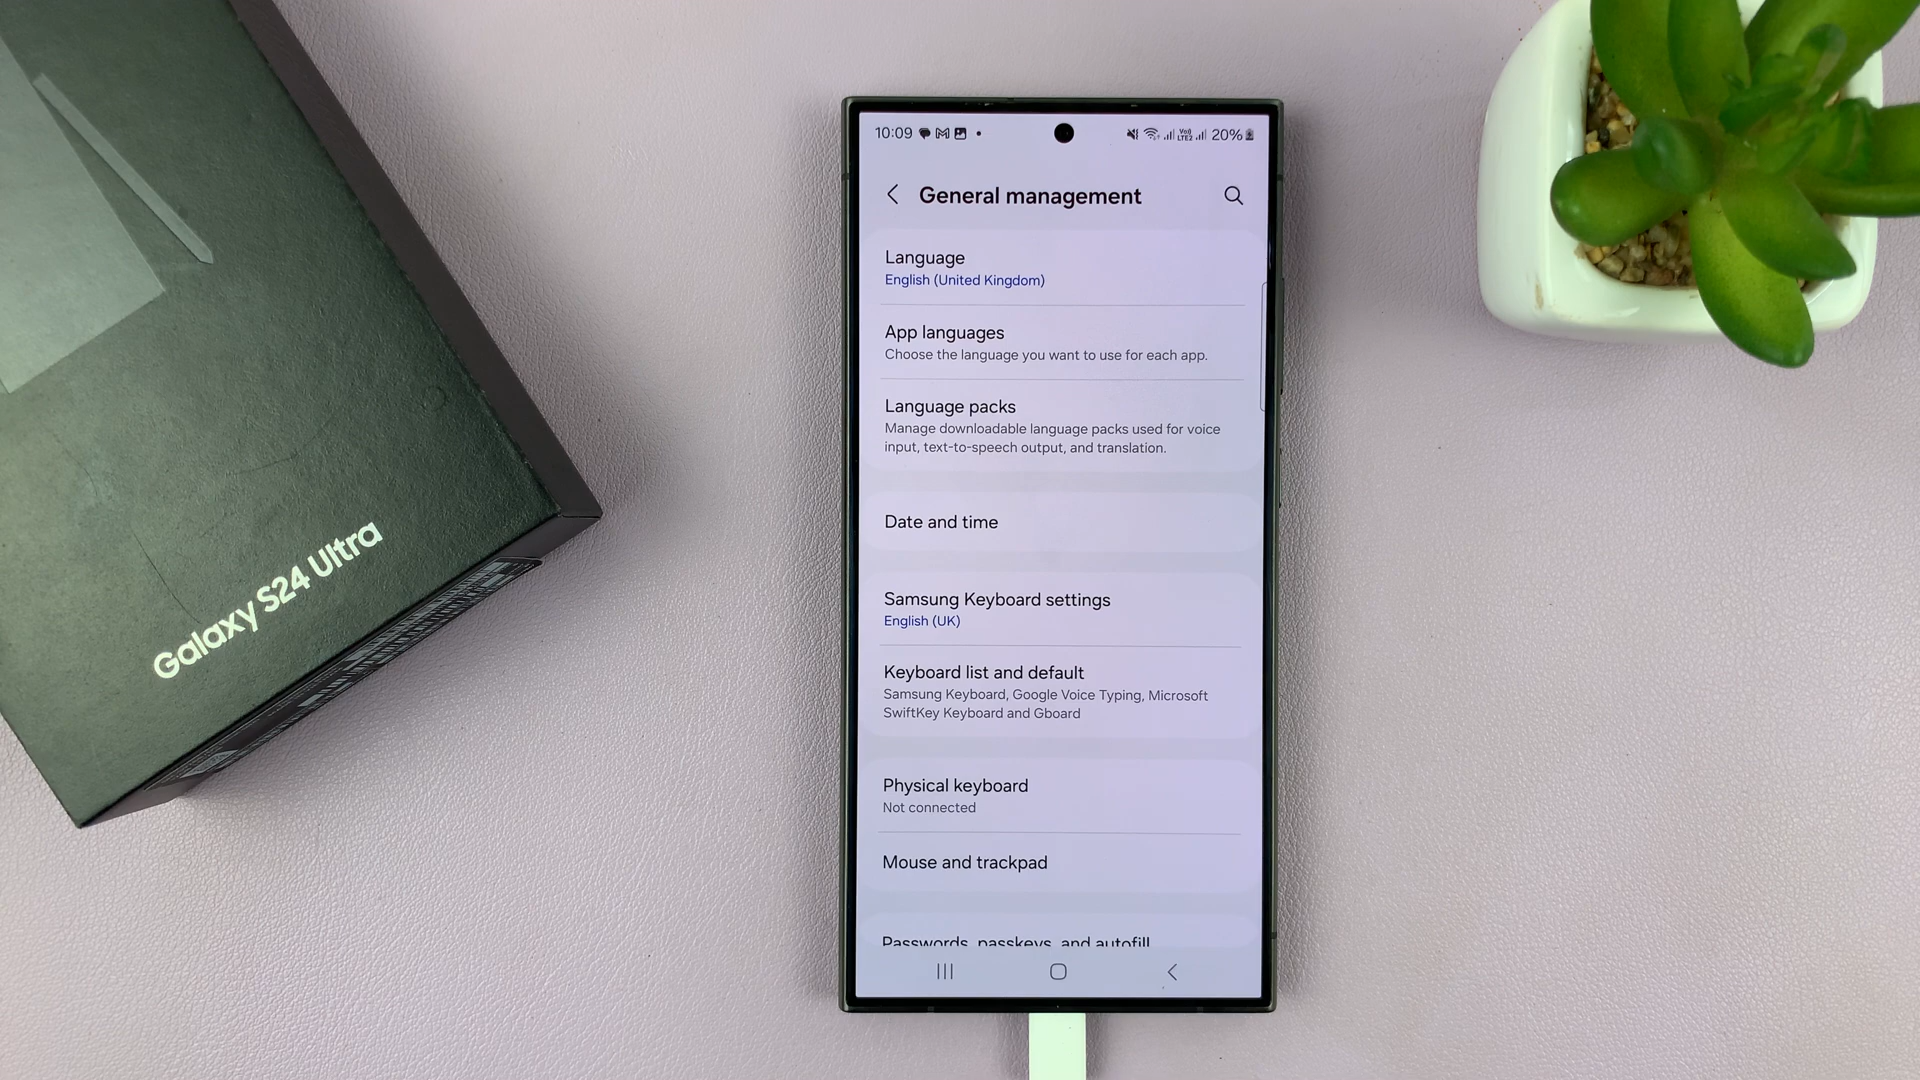 Galaxy S24 Ultra
10:09
VoB
LTE2
20%
General management
Language
English (United Kingdom)
App languages
Choose the language you want to use for each app.
Language packs
Manage downloadable language packs used for voice
input, text-to-speech output, and translation.
Date and time
Samsung Keyboard settings
English (UK)
Keyboard list and default
Samsung Keyboard, Google Voice Typing, Microsoft
SwiftKey Keyboard and Gboard
Physical keyboard
Not connected
Mouse and trackpad
Passwords, passkeys, and autofill